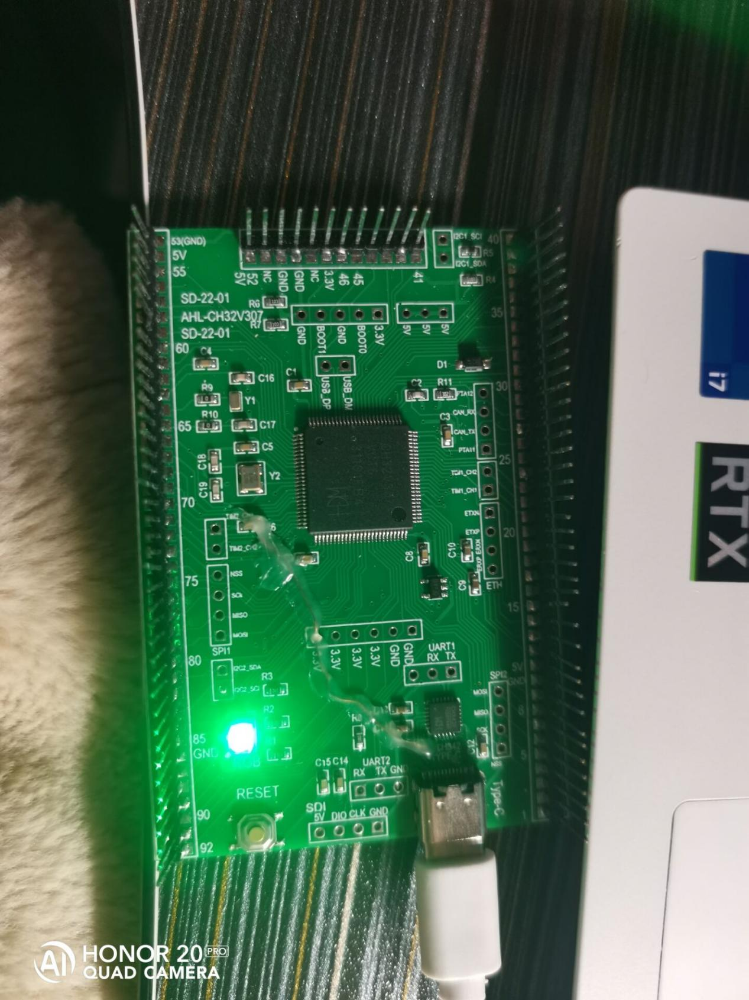 53(GND)
5V
55
SD-22-01
AHL-CH32V307
SD-22-01
60
65
70
75
80
85
GND
90
92
5V
52
NC
GND
GND
NC
3.3V
46
45
41
I2C1_SCl
R5
I2C1_SDA
R4
40
35
30
25
20
15
5V
GND
5
1
R6
R7
GND
BOOT1
GND
BOOT0
3.3V
5V
5V
5V
USB_DP
USB_DM
D1
C4
C16
C1
C2
R11
R9
Y1
R10
C17
C3
C5
C18
Y2
C19
PTA12
CAN_RX
CAN_TX
PTA11
TIM1_CH2
TIM1_CH1
ETXN
ETXP
ERXN
ERXP
ETH
TIM2_CH2
C8
C10
C9
NSS
SCk
MISO
MOSI
SPI1
I2C2_SDA
I2C2_SCl
3.3V
3.3V
3.3V
3.3V
GND
GND
UART1
RX TX
SPI2
MOSI
MISO
SCK
NSS
R3
R2
R8
C12
C15 C14
UART2
RX TX GND
RESET
SDI
5V DIO CLK GND
Type-C
i7
RTX
AI HONOR 20 PRO
QUAD CAMERA